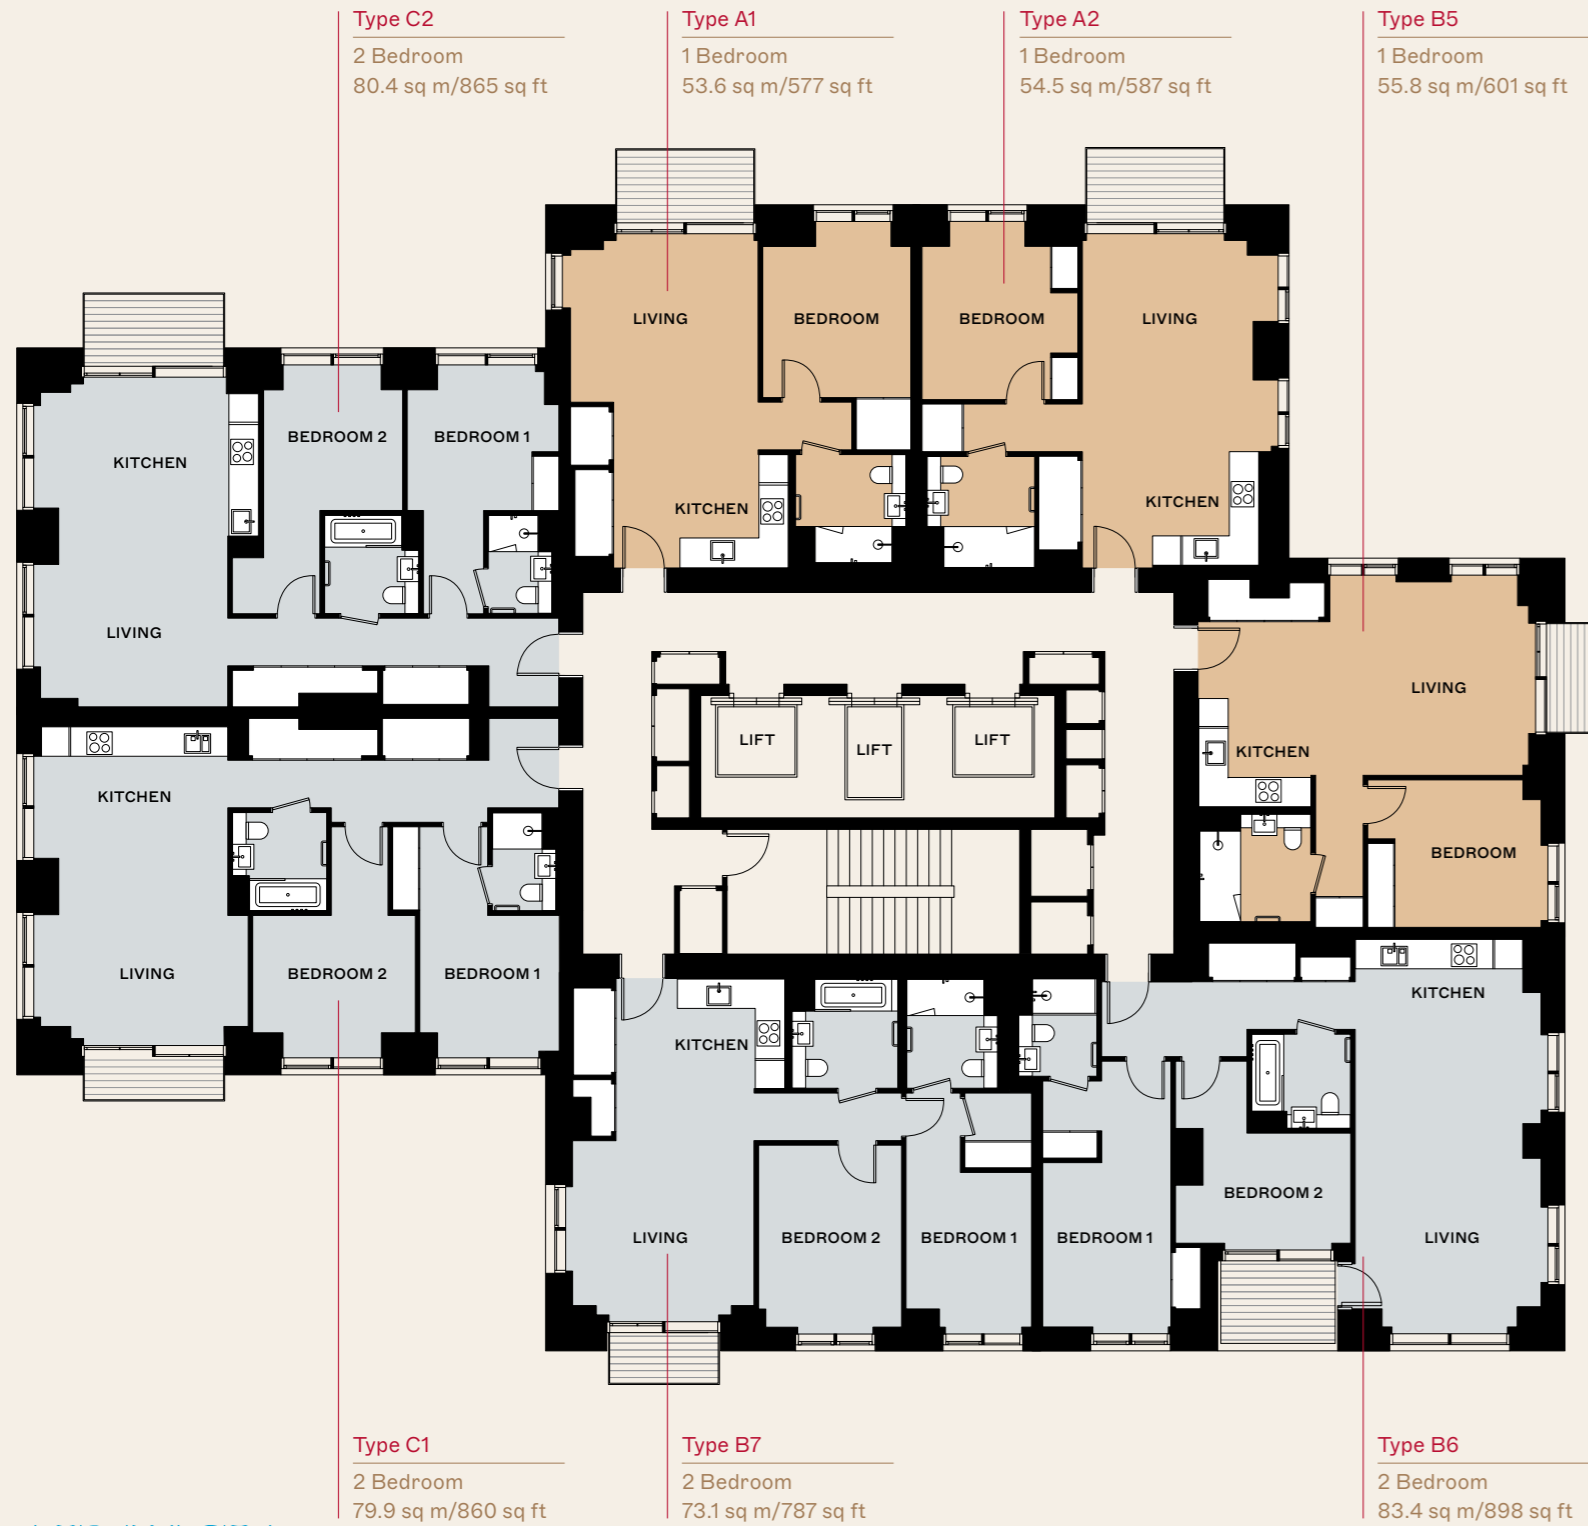 Type C2
2 Bedroom
80.4 sq m/865 sq ft
Type A1
1 Bedroom
53.6 sq m/577 sq ft
Type A2
1 Bedroom
54.5 sq m/587 sq ft
Type B5
1 Bedroom
55.8 sq m/601 sq ft
LIVING
BEDROOM
BEDROOM
LIVING
KITCHEN
BEDROOM 2
BEDROOM 1
KITCHEN
KITCHEN
LIVING
LIVING
KITCHEN
LIFT
LIFT
LIFT
KITCHEN
BEDROOM
LIVING
BEDROOM 2
BEDROOM 1
KITCHEN
KITCHEN
LIVING
BEDROOM 2
BEDROOM 1
BEDROOM 1
BEDROOM 2
LIVING
Type C1
2 Bedroom
79.9 sq m/860 sq ft
Type B7
2 Bedroom
73.1 sq m/787 sq ft
Type B6
2 Bedroom
83.4 sq m/898 sq ft